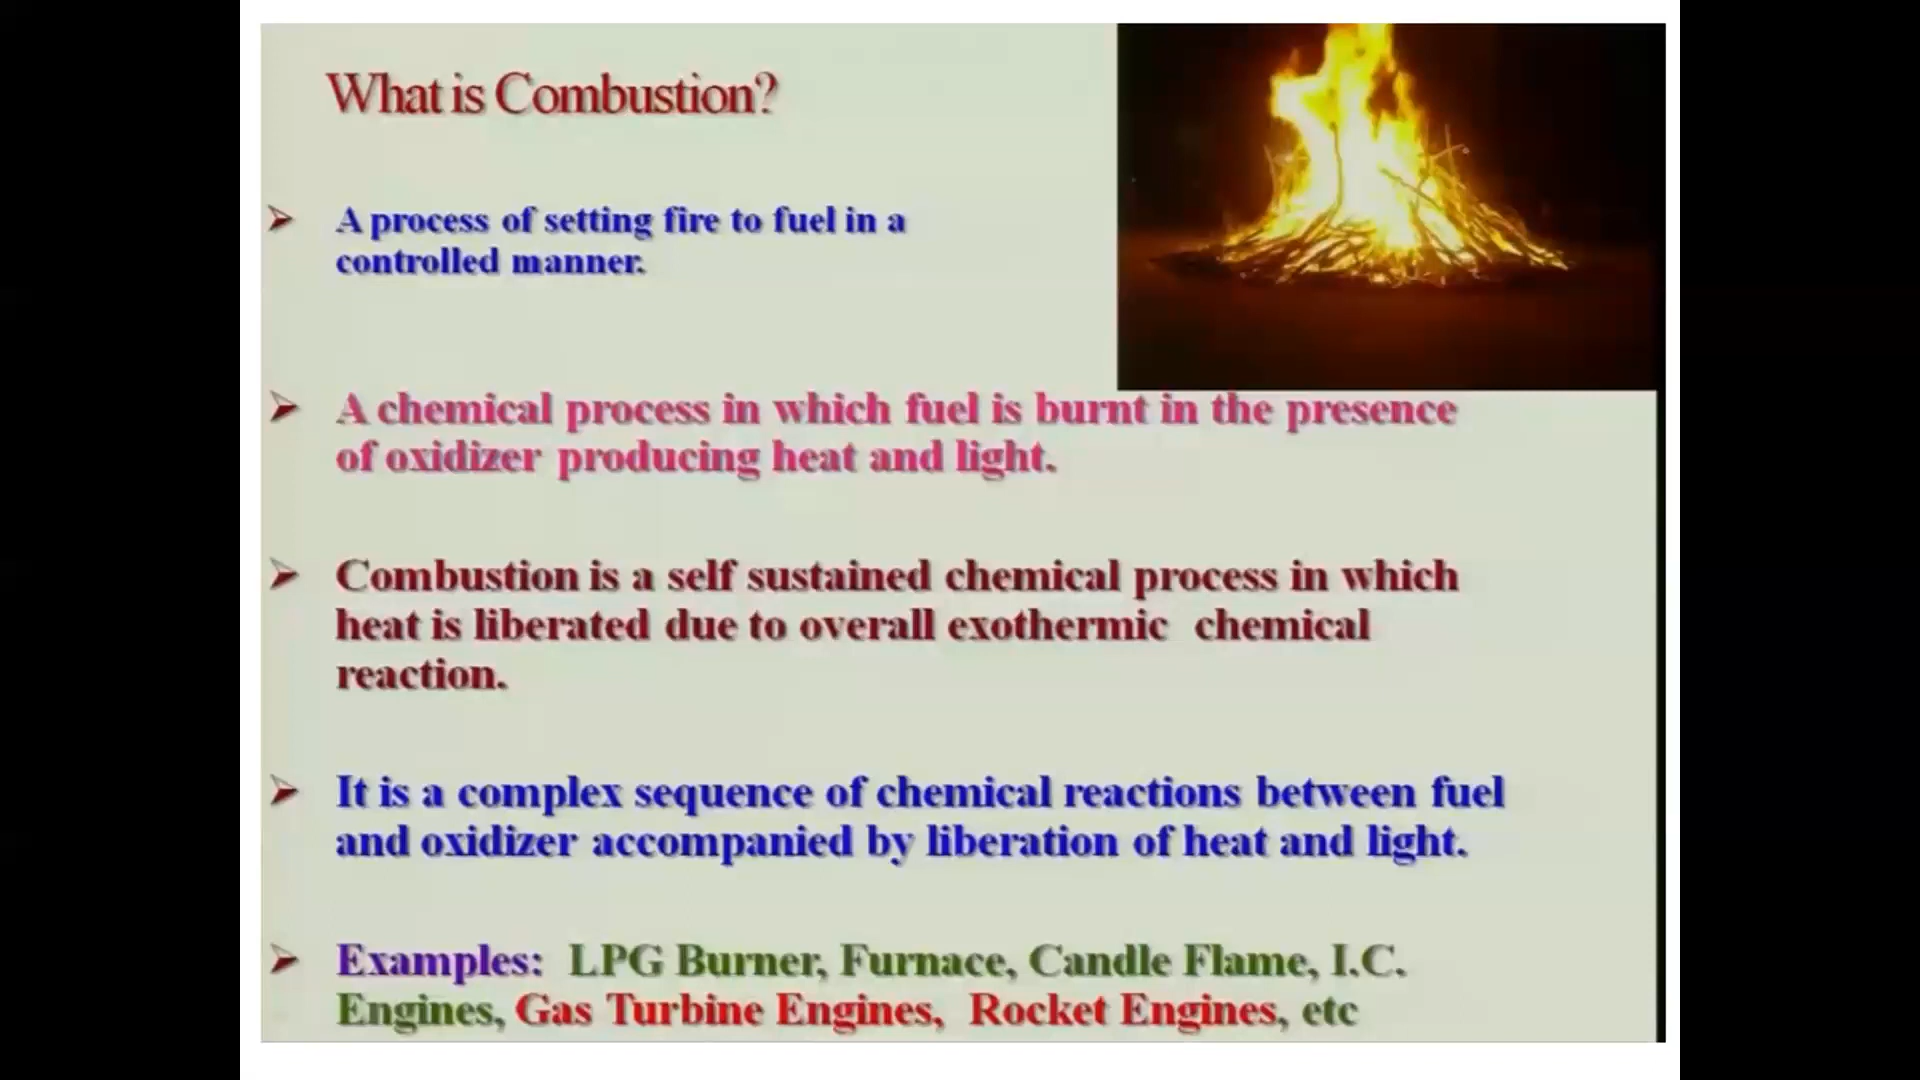 What is Combustion?
A process of setting fire to fuel in a
controlled manner.
A chemical process in which fuel is burnt in the presence
of oxidizer producing heat and light.
Combustion is a self sustained chemical process in which
heat is liberated due to overall exothermic chemical
reaction.
It is a complex sequence of chemical reactions between fuel
and oxidizer accompanied by liberation of heat and light.
Examples: LPG Burner, Furnace, Candle Flame, I.C.
Engines, Gas Turbine Engines, Rocket Engines, etc